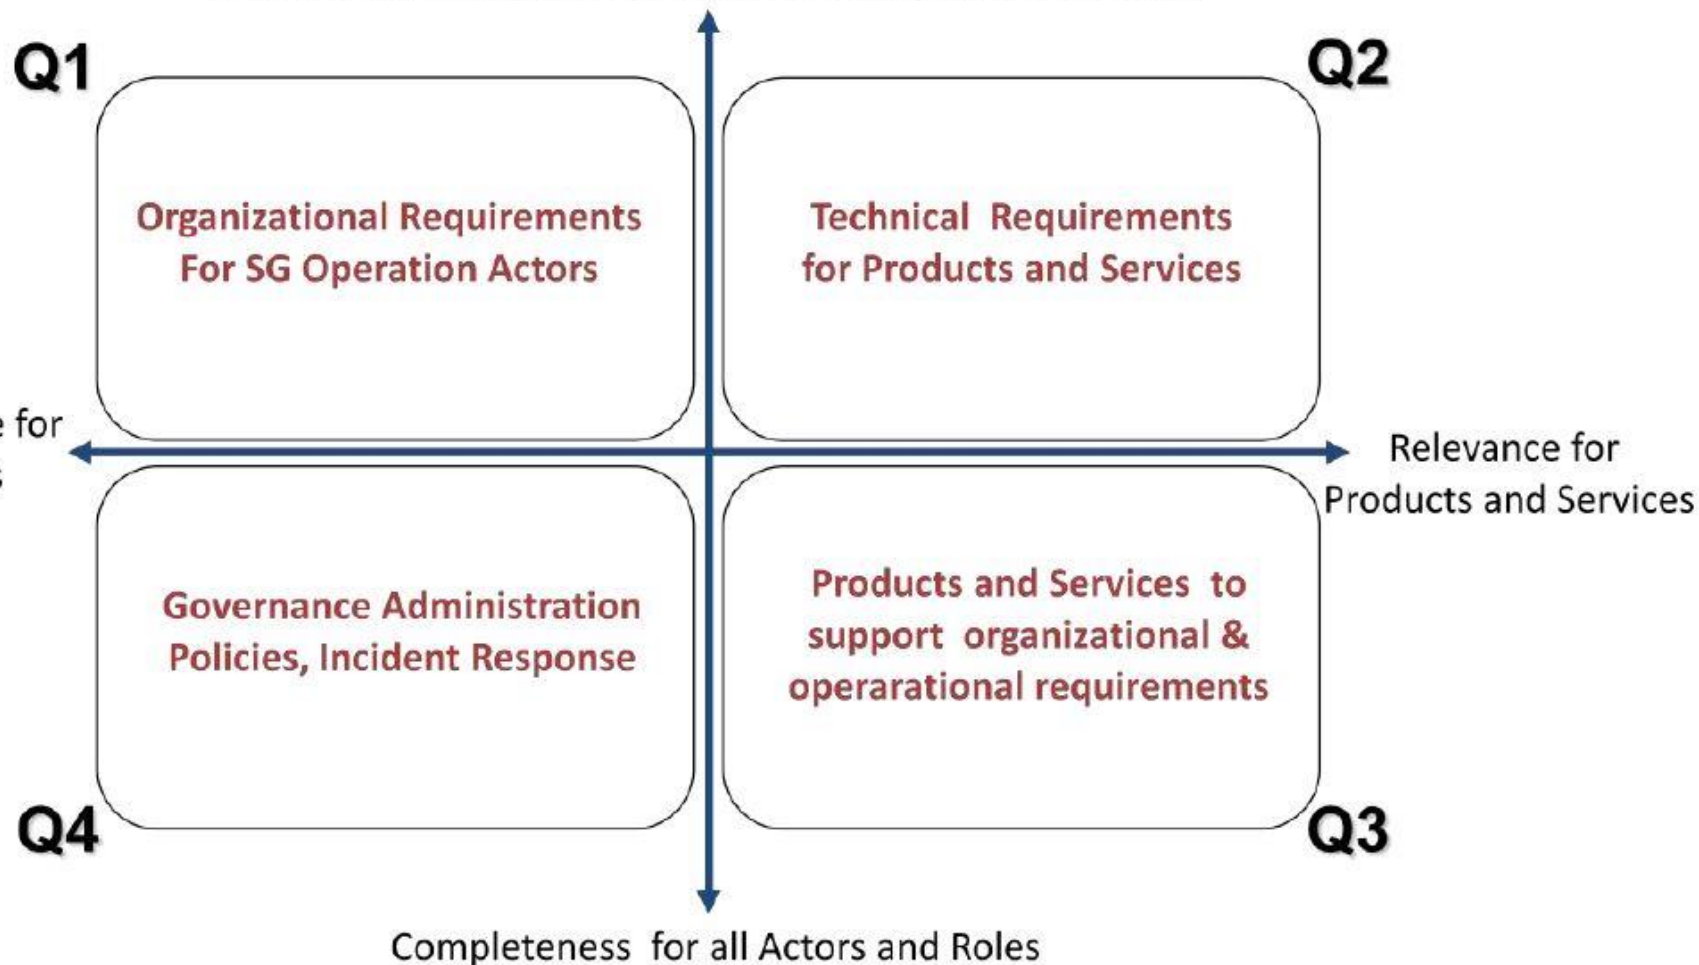 Q1
Q2
Organizational Requirements
For SG Operation Actors
Technical Requirements
for Products and Services
for
Relevance for
Products and Services
Governance Administration
Policies, Incident Response
Products and Services to
support organizational &
operarational requirements
Q4
Q3
Completeness for all Actors and Roles